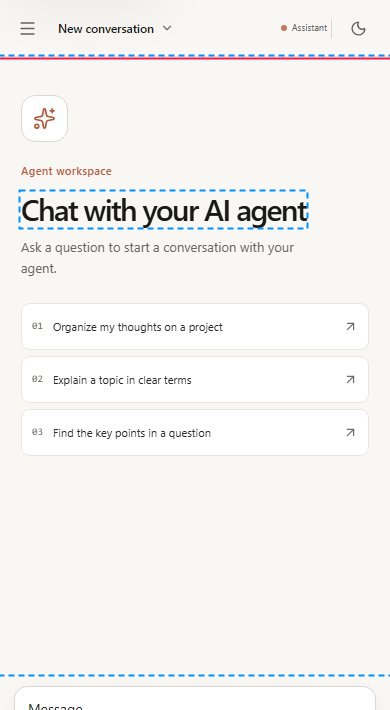 New conversation
Assistant
Agent workspace
Chat with your AI agent
Ask a question to start a conversation with your
agent.
01 Organize my thoughts on a project
02 Explain a topic in clear terms
03 Find the key points in a question
Message